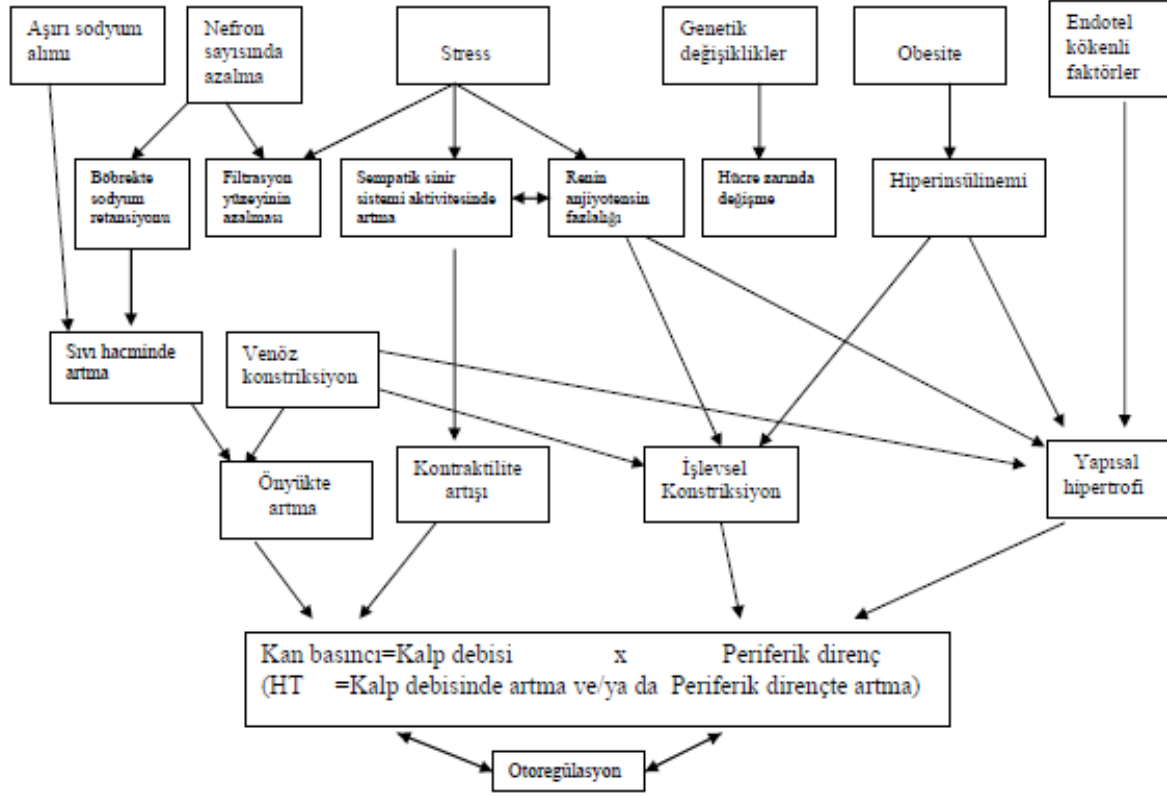 Aşırı sodyum
alımı
Nefron
sayısında
azalma
Stress
Genetik
değişiklikler
Obesite
Endotel
kökenli
faktörler
Böbrekte
sodyum
retansiyonu
Filtrasyon
yüzeyinin
azalması
Sempatik sinir
sistemi aktivitesinde
artma
Renin
anjiyotensin
fazlalığı
Hücre zarında
değişme
Hiperinsülinemi
Sıvı hacminde
artma
Venöz
konstriksiyon
Önyükte
artma
Kontraktilite
artışı
İşlevsel
Konstriksiyon
Yapısal
hipertrofi
Kan basıncı=Kalp debisi x Periferik direnç
(HT =Kalp debisinde artma ve/ya da Periferik dirençte artma)
Otoregülasyon